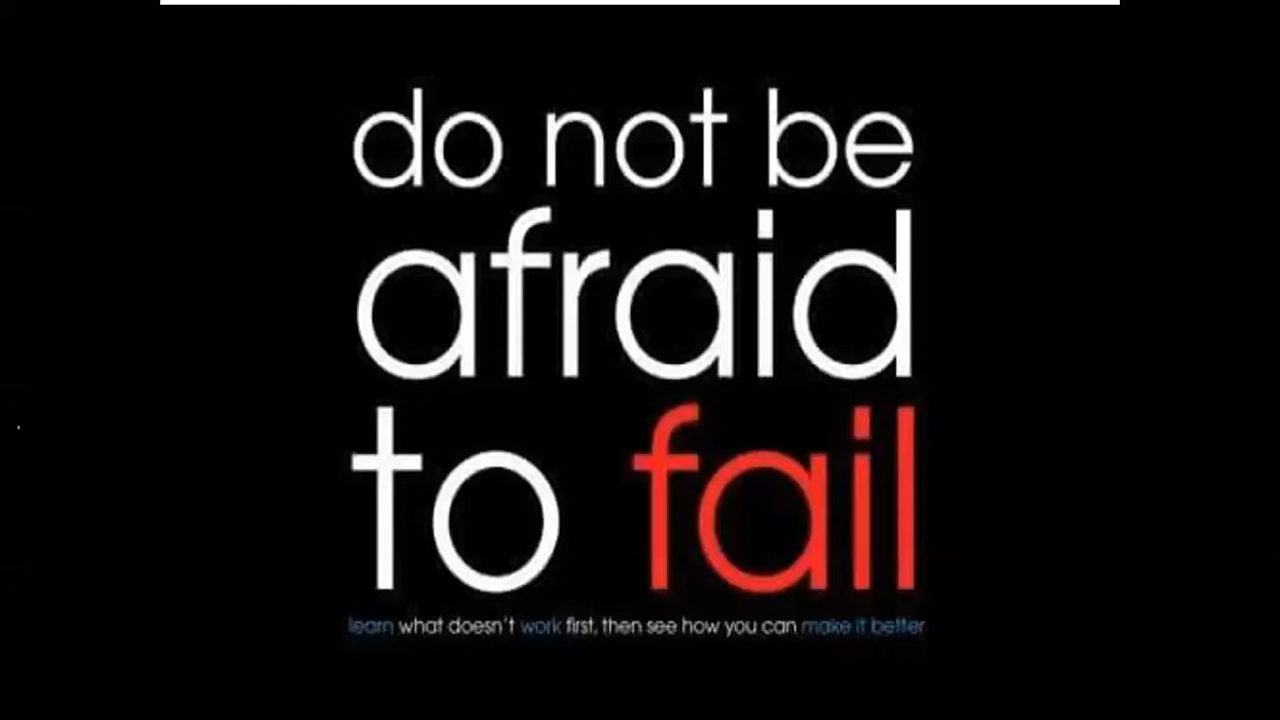 do not be
afraid
to fail
learn what doesn't work first, then see how you can make it better